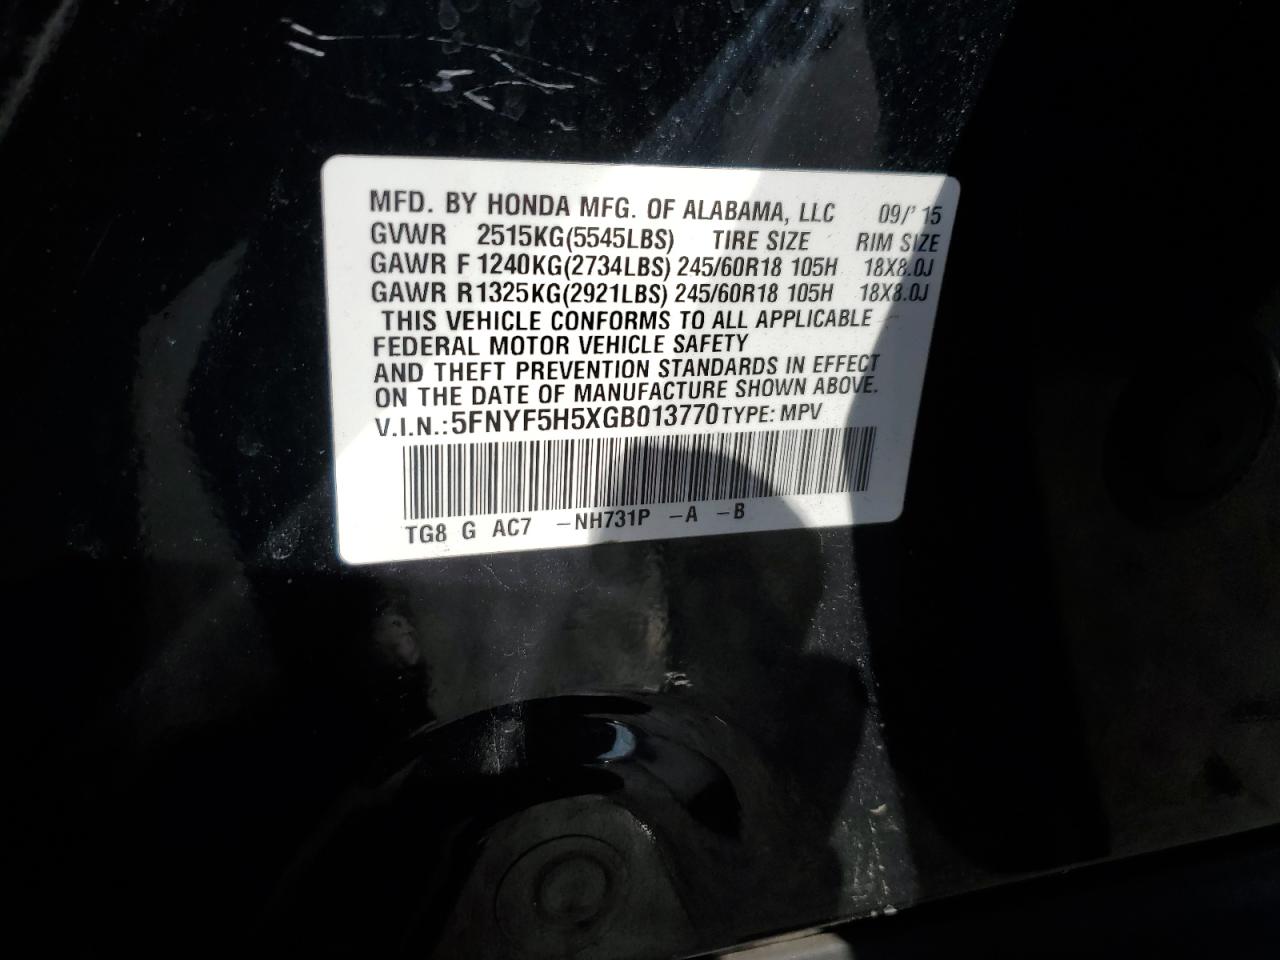 MFD. BY HONDA MFG. OF ALABAMA, LLC 09/'15
GVWR 2515KG(5545LBS) TIRE SIZE RIM SIZE
GAWR F 1240KG(2734LBS) 245/60R18 105H 18X8.0J
GAWR R1325KG(2921LBS) 245/60R18 105H 18X8.0J
THIS VEHICLE CONFORMS TO ALL APPLICABLE
FEDERAL MOTOR VEHICLE SAFETY
AND THEFT PREVENTION STANDARDS IN EFFECT
ON THE DATE OF MANUFACTURE SHOWN ABOVE.
V.I.N.:5FNYF5H5XGB013770 TYPE: MPV
TG8 G AC7 -NH731P -A -B